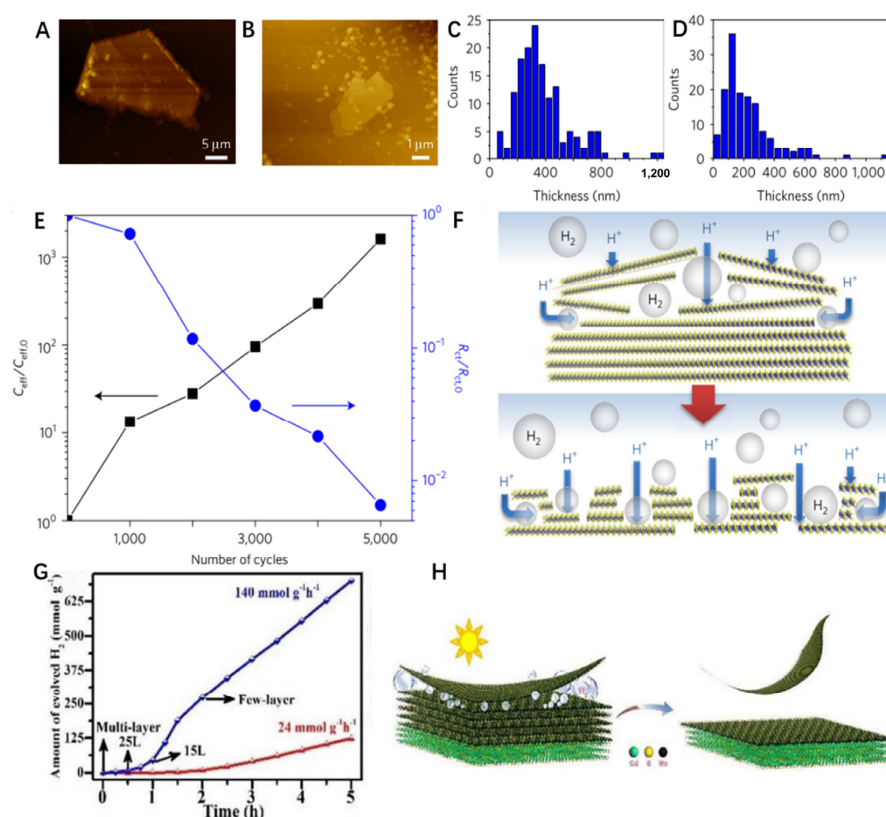 A
5 μm
B
1 μm
C
Counts
25
20
15
10
5
0
400
800
1,200
Thickness (nm)
D
Counts
40
30
20
10
0
0 200 400 600 800 1,000
Thickness (nm)
E
C_eff/C_eff,0
10³
10²
10¹
10⁰
1,000
3,000
5,000
Number of cycles
10⁰
10⁻¹
10⁻²
R_ct/R_ct,0
F
H₂
H⁺
H⁺
H⁺
H⁺
H⁺
H₂
H₂
H⁺
H⁺
H⁺
H⁺
H⁺
H⁺
H
H₂
G
Amount of evolved H₂ (mmol g⁻¹)
625
500
375
250
125
0
140 mmol g⁻¹h⁻¹
Few-layer
Multi-layer
25L
15L
24 mmol g⁻¹h⁻¹
0 1 2 3 4 5
Time (h)
H
Cd S Mo